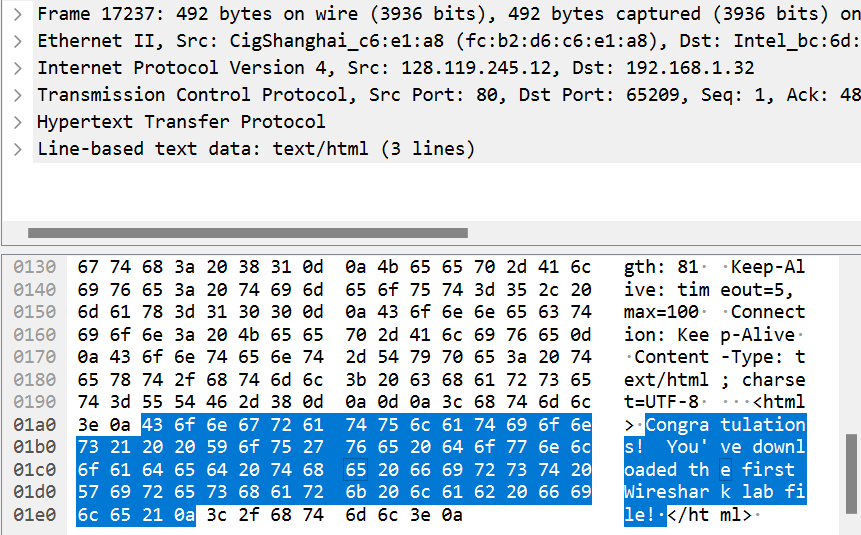 Frame 17237: 492 bytes on wire (3936 bits), 492 bytes captured (3936 bits) on
Ethernet II, Src: CigShanghai_c6:e1:a8 (fc:b2:d6:c6:e1:a8), Dst: Intel_bc:6d:
Internet Protocol Version 4, Src: 128.119.245.12, Dst: 192.168.1.32
Transmission Control Protocol, Src Port: 80, Dst Port: 65209, Seq: 1, Ack: 48
Hypertext Transfer Protocol
Line-based text data: text/html (3 lines)
0130 67 74 68 3a 20 38 31 0d 0a 4b 65 65 70 2d 41 6c gth: 81· ·Keep-Al
0140 69 76 65 3a 20 74 69 6d 65 6f 75 74 3d 35 2c 20 ive: tim eout=5,
0150 6d 61 78 3d 31 30 30 0d 0a 43 6f 6e 6e 65 63 74 max=100· ·Connect
0160 69 6f 6e 3a 20 4b 65 65 70 2d 41 6c 69 76 65 0d ion: Kee p-Alive·
0170 0a 43 6f 6e 74 65 6e 74 2d 54 79 70 65 3a 20 74 ·Content -Type: t
0180 65 78 74 2f 68 74 6d 6c 3b 20 63 68 61 72 73 65 ext/html ; charse
0190 74 3d 55 54 46 2d 38 0d 0a 0d 0a 3c 68 74 6d 6c t=UTF-8· ···<html
01a0 3e 0a 43 6f 6e 67 72 61 74 75 6c 61 74 69 6f 6e >·Congra tulation
01b0 73 21 20 20 59 6f 75 27 76 65 20 64 6f 77 6e 6c s!  You' ve downl
01c0 6f 61 64 65 64 20 74 68 65 20 66 69 72 73 74 20 oaded th e first
01d0 57 69 72 65 73 68 61 72 6b 20 6c 61 62 20 66 69 Wireshar k lab fi
01e0 6c 65 21 0a 3c 2f 68 74 6d 6c 3e 0a le!·</ht ml>·